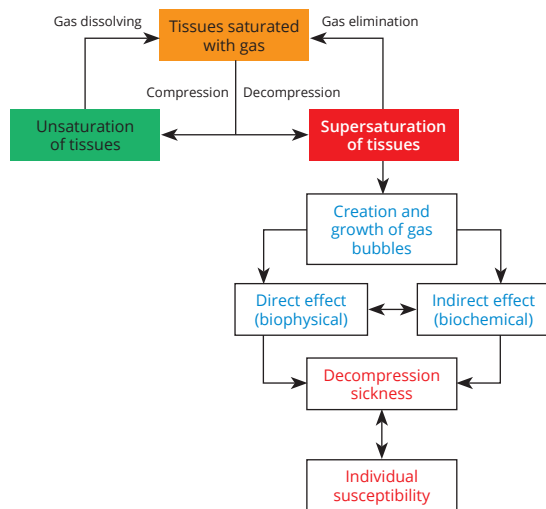 Gas dissolving
Tissues saturated
with gas
Gas elimination
Compression
Decompression
Unsaturation
of tissues
Supersaturation
of tissues
Creation and
growth of gas
bubbles
Direct effect
(biophysical)
Indirect effect
(biochemical)
Decompression
sickness
Individual
susceptibility